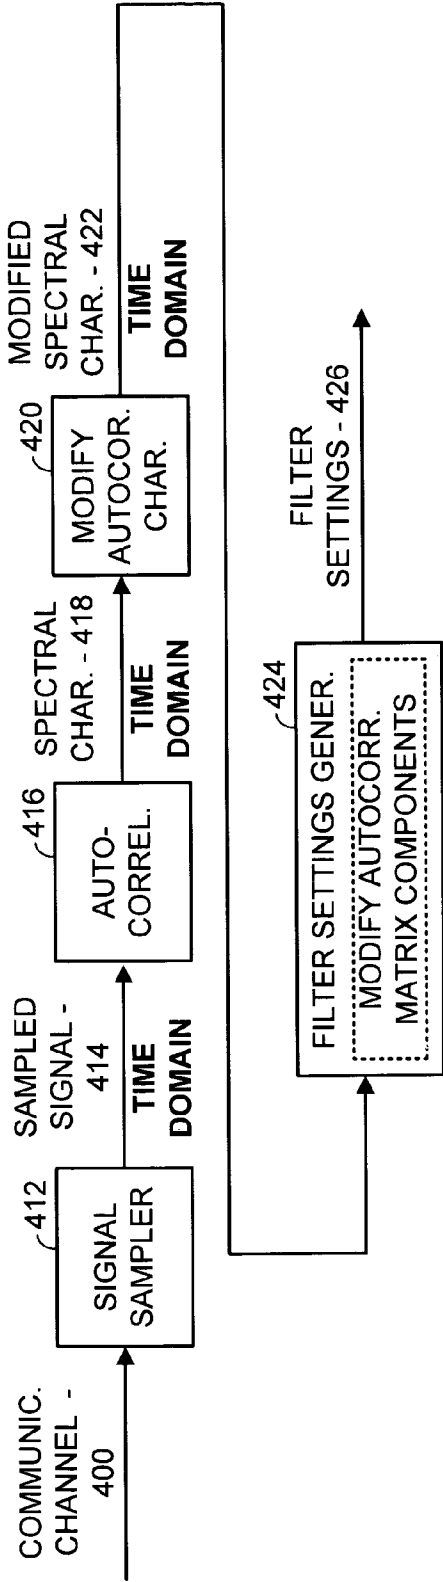 COMMUNIC.
CHANNEL -
400
412
SIGNAL
SAMPLER
SAMPLED
SIGNAL -
414
TIME
DOMAIN
416
AUTO-
CORREL.
SPECTRAL
CHAR. - 418
TIME
DOMAIN
420
MODIFY
AUTOCOR.
CHAR.
MODIFIED
SPECTRAL
CHAR. - 422
TIME
DOMAIN
424
FILTER SETTINGS GENER.
MODIFY AUTOCORR.
MATRIX COMPONENTS
FILTER
SETTINGS - 426